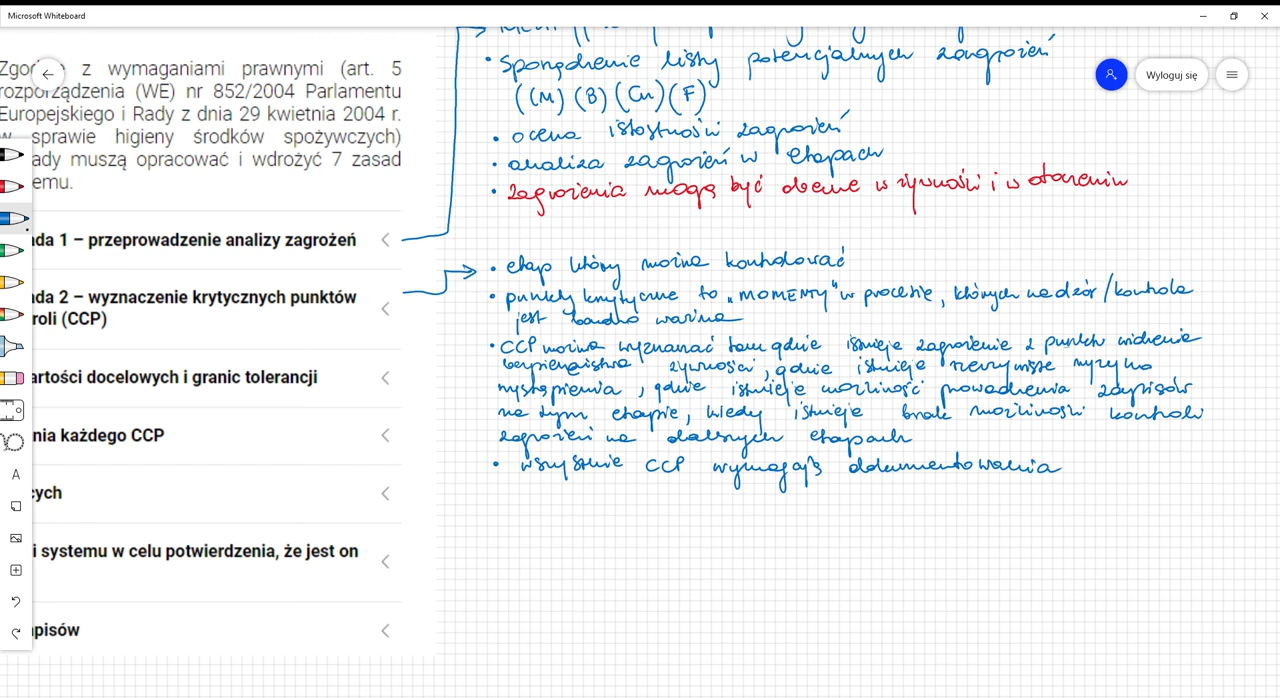 Microsoft Whiteboard
z wymaganiami prawnymi (art. 5
rozporządzenia (WE) nr 852/2004 Parlamentu
Europejskiego i Rady z dnia 29 kwietnia 2004 r.
w sprawie higieny środków spożywczych)
ady muszą opracować i wdrożyć 7 zasad
emu.
da 1 – przeprowadzenie analizy zagrożeń
da 2 – wyznaczenie krytycznych punktów
roli (CCP)
artości docelowych i granic tolerancji
nia każdego CCP
cych
i systemu w celu potwierdzenia, że jest on
pisów
• sporządzenie listy potencjalnych zagrożeń
((M) (B) (Ch) (F)
• ocena istotności zagrożeń
• analiza zagrożeń w etapach
• zagrożenia mogą być obecne w żywności i w otoczeniu
• etap który można kontrolować
• punkty krytyczne to „MOMENTY" w procesie, których nadzór/kontrola
jest bardzo ważna
• CCP można wyznaczać tam gdzie istnieje zagrożenie z punktu widzenia
bezpieczeństwa żywności, gdzie istnieje rzeczywiste ryzyko
wystąpienia, gdzie istnieje możliwość prowadzenia zapisów
na tym etapie, kiedy istnieje brak możliwości kontroli
zagrożeń na dalszych etapach
• wszystkie CCP wymagają dokumentowania
Wyloguj się
A